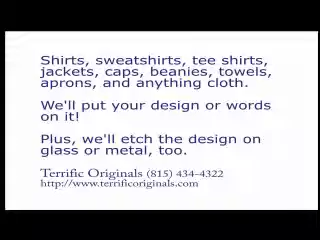 Shirts, sweatshirts, tee shirts,
jackets, caps, beanies, towels,
aprons, and anything cloth.
We'll put your design or words
on it!
Plus, we'll etch the design on
glass or metal, too.
Terrific Originals (815) 434-4322
http://www.terrificoriginals.com